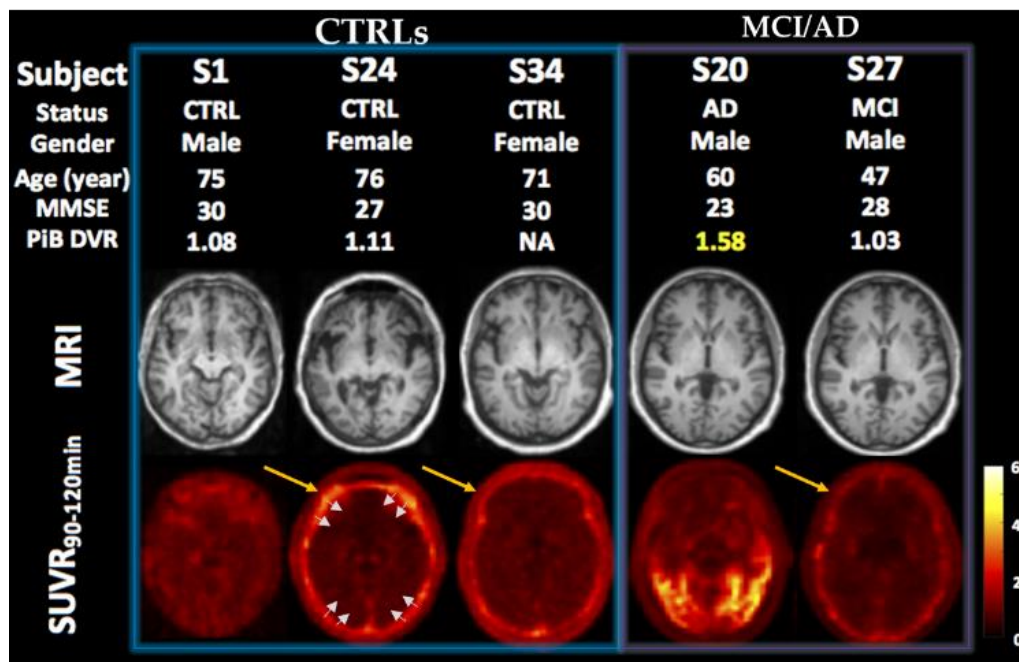 CTRLs MCI/AD
Subject S1 S24 S34 S20 S27
Status CTRL CTRL CTRL AD MCI
Gender Male Female Female Male Male
Age (year) 75 76 71 60 47
MMSE 30 27 30 23 28
PiB DVR 1.08 1.11 NA 1.58 1.03
MRI
SUVR90-120min
6
4
2
0